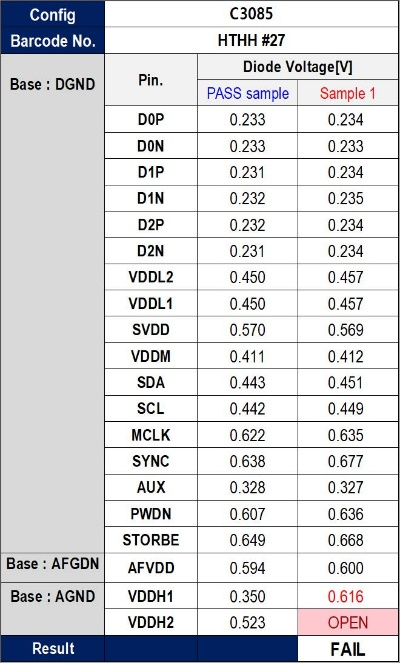 Config C3085
Barcode No. HTHH #27
Base : DGND Pin. Diode Voltage[V]
PASS sample Sample 1
D0P 0.233 0.234
D0N 0.233 0.233
D1P 0.231 0.234
D1N 0.232 0.235
D2P 0.232 0.234
D2N 0.231 0.234
VDDL2 0.450 0.457
VDDL1 0.450 0.457
SVDD 0.570 0.569
VDDM 0.411 0.412
SDA 0.443 0.451
SCL 0.442 0.449
MCLK 0.622 0.635
SYNC 0.638 0.677
AUX 0.328 0.327
PWDN 0.607 0.636
STORBE 0.649 0.668
Base : AFGDN AFVDD 0.594 0.600
Base : AGND VDDH1 0.350 0.616
VDDH2 0.523 OPEN
Result FAIL